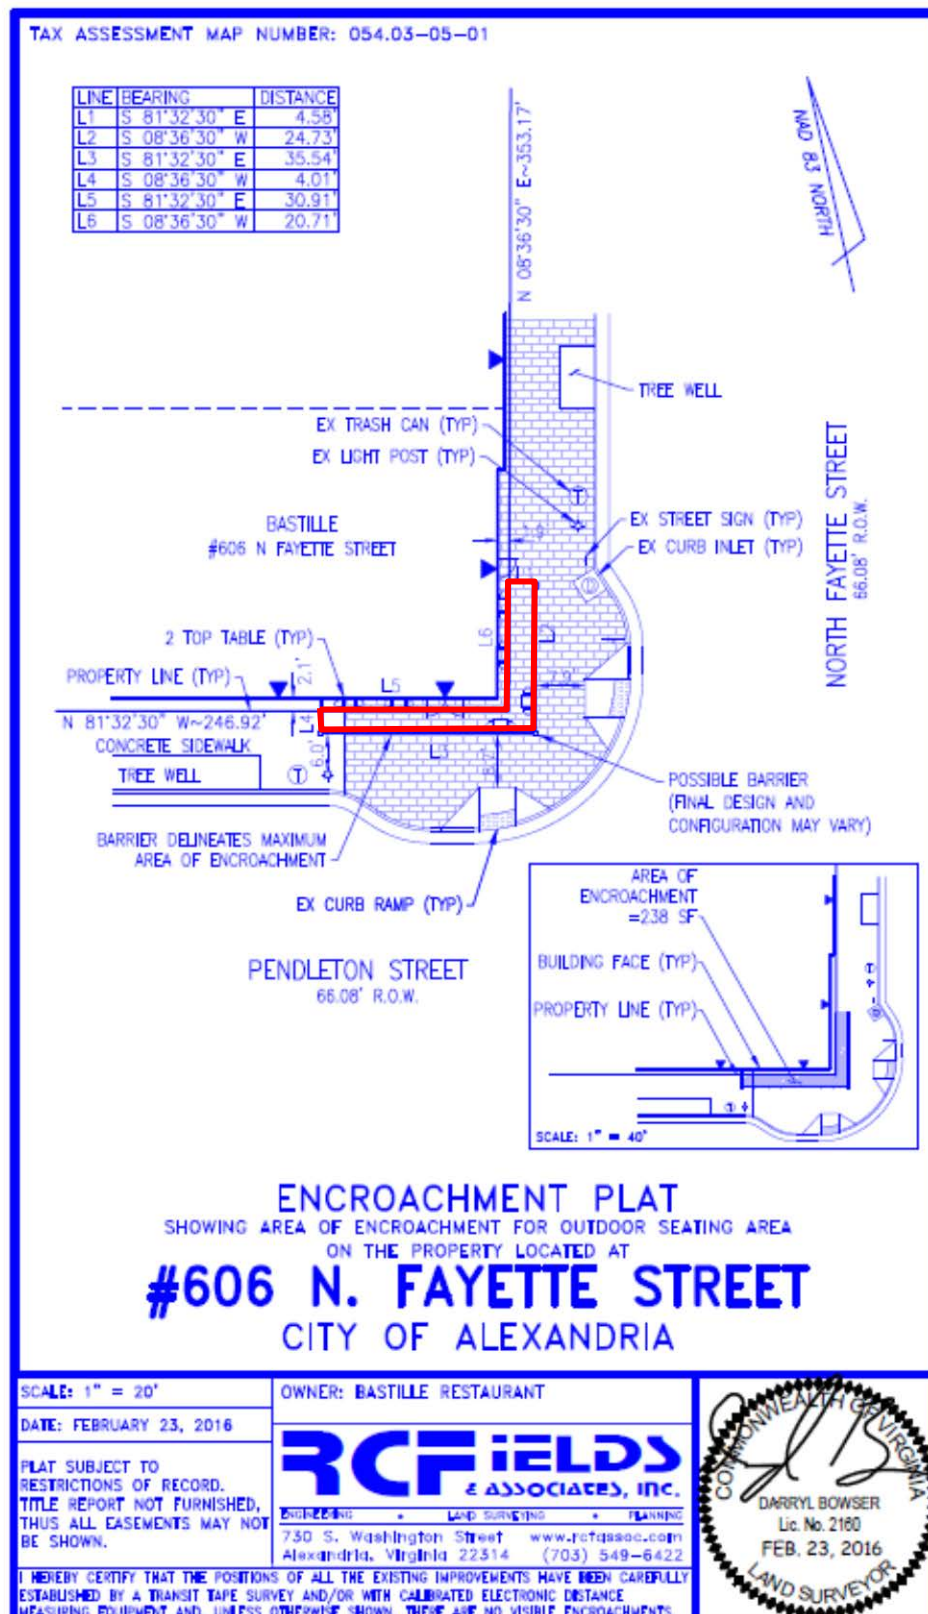 TAX ASSESSMENT MAP NUMBER: 054.03-05-01
LINE BEARING DISTANCE
L1 S 81°32'30" E 4.58'
L2 S 08°36'30" W 24.73'
L3 S 81°32'30" E 35.54'
L4 S 08°36'30" W 4.01'
L5 S 81°32'30" E 30.91'
L6 S 08°36'30" W 20.71'
N 08°36'30" E~353.17'
NAD 83 NORTH
TREE WELL
EX TRASH CAN (TYP)
EX LIGHT POST (TYP)
T
BASTILLE
#606 N FAYETTE STREET
EX STREET SIGN (TYP)
EX CURB INLET (TYP)
D
NORTH FAYETTE STREET
66.08' R.O.W.
2 TOP TABLE (TYP)
L6
PROPERTY LINE (TYP)
2.1'
L5
N 81°32'30" W~246.92'
L4
CONCRETE SIDEWALK
6.0'
TREE WELL
T
POSSIBLE BARRIER
(FINAL DESIGN AND
CONFIGURATION MAY VARY)
BARRIER DELINEATES MAXIMUM
AREA OF ENCROACHMENT
EX CURB RAMP (TYP)
PENDLETON STREET
66.08' R.O.W.
AREA OF
ENCROACHMENT
=238 SF
BUILDING FACE (TYP)
PROPERTY LINE (TYP)
SCALE: 1" = 40'
ENCROACHMENT PLAT
SHOWING AREA OF ENCROACHMENT FOR OUTDOOR SEATING AREA
ON THE PROPERTY LOCATED AT
#606 N. FAYETTE STREET
CITY OF ALEXANDRIA
SCALE: 1" = 20'
DATE: FEBRUARY 23, 2016
PLAT SUBJECT TO
RESTRICTIONS OF RECORD.
TITLE REPORT NOT FURNISHED,
THUS ALL EASEMENTS MAY NOT
BE SHOWN.
OWNER: BASTILLE RESTAURANT
RCFIELDS
& ASSOCIATES, INC.
ENGINEERING • LAND SURVEYING • PLANNING
730 S. Washington Street www.rcfassoc.com
Alexandria, Virginia 22314 (703) 549-6422
COMMONWEALTH OF VIRGINIA
DARRYL BOWSER
Lic. No. 2160
FEB. 23, 2016
LAND SURVEYOR
I HEREBY CERTIFY THAT THE POSITIONS OF ALL THE EXISTING IMPROVEMENTS HAVE BEEN CAREFULLY
ESTABLISHED BY A TRANSIT TAPE SURVEY AND/OR WITH CALIBRATED ELECTRONIC DISTANCE
MEASURING EQUIPMENT AND, UNLESS OTHERWISE SHOWN, THERE ARE NO VISIBLE ENCROACHMENTS